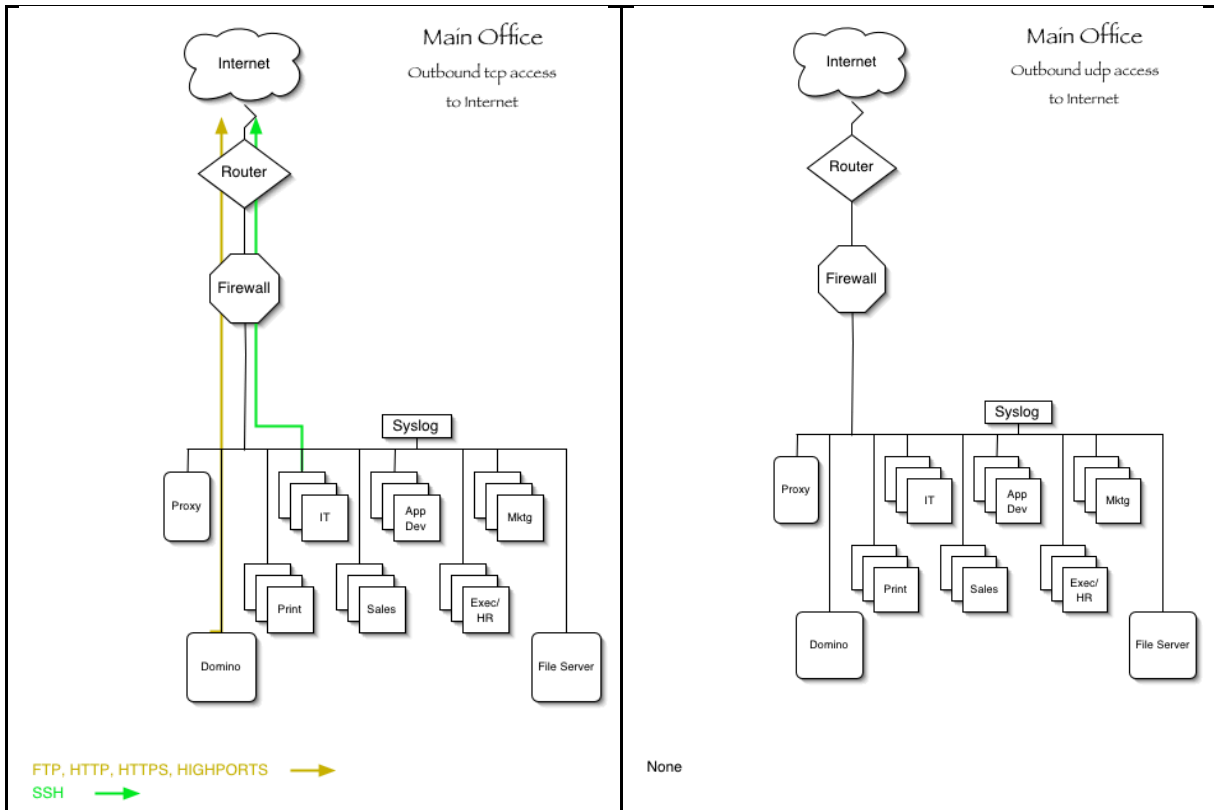 Main Office
Outbound tcp access
to Internet
Internet
Router
Firewall
Syslog
Proxy
IT
App
Dev
Mktg
Print
Sales
Exec/
HR
Domino
File Server
FTP, HTTP, HTTPS, HIGHPORTS
SSH
Main Office
Outbound udp access
to Internet
Internet
Router
Firewall
Syslog
Proxy
IT
App
Dev
Mktg
Print
Sales
Exec/
HR
Domino
File Server
None